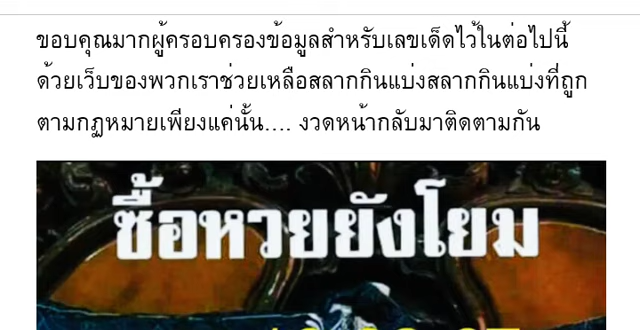 ขอบคุณมากผู้ครอบครองข้อมูลสำหรับเลขเด็ดไว้ในต่อไปนี้
ด้วยเว็บของพวกเราช่วยเหลือสลากกินแบ่งสลากกินแบ่งที่ถูก
ตามกฏหมายเพียงแค่นั้น.... งวดหน้ากลับมาติดตามกัน
ซื้อหวยยังโยม